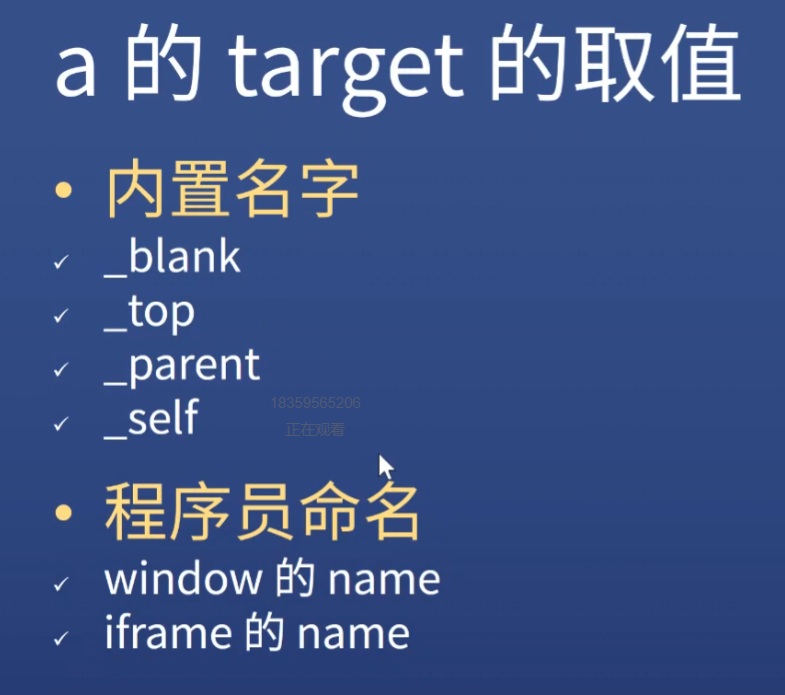 a 的 target 的取值
• 内置名字
✓ _blank
✓ _top
✓ _parent
✓ _self
18359565206
正在观看
• 程序员命名
✓ window 的 name
✓ iframe 的 name